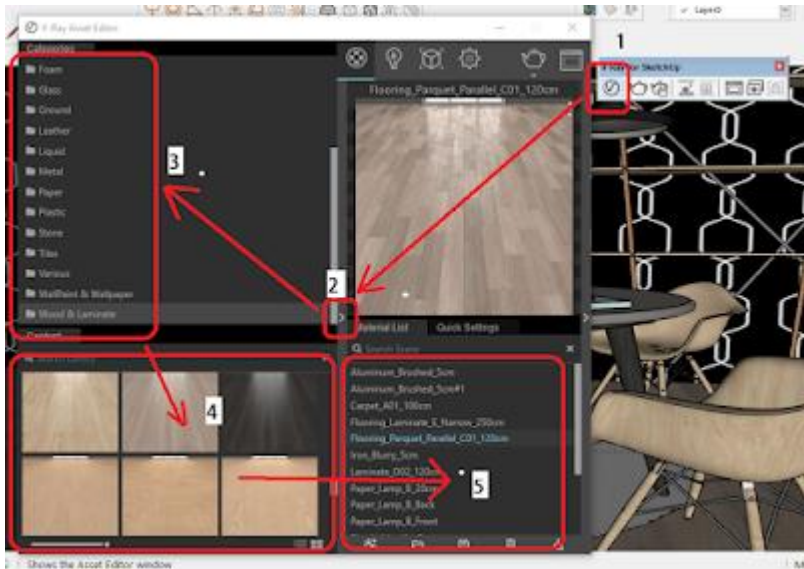 Layer0
V-Ray Asset Editor
1
Categories
V-Ray for SketchUp
Foam
Glass
Ground
Leather
Liquid
Metal
Paper
Plastic
Stone
Tiles
Various
WallPaint & Wallpaper
Wood & Laminate
3
Flooring_Parquet_Parallel_C01_120cm
2
Content
Material List
Quick Settings
Search Scene
4
Aluminum_Brushed_5cm
Aluminum_Brushed_5cm#1
Carpet_A01_100cm
Flooring_Laminate_E_Narrow_250cm
Flooring_Parquet_Parallel_C01_120cm
Iron_Blurry_5cm
Laminate_D02_120cm
Paper_Lamp_B_20cm
Paper_Lamp_B_Back
Paper_Lamp_B_Front
5
Shows the Asset Editor window